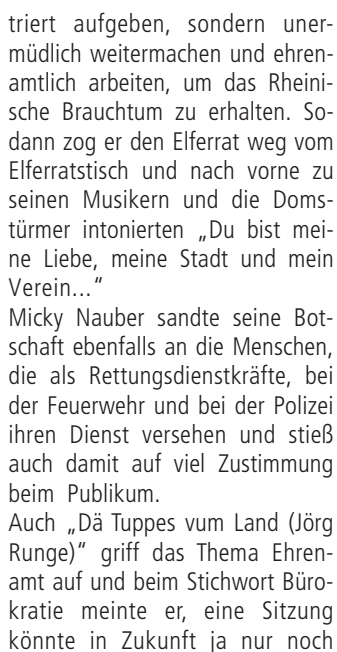 triert aufgeben, sondern uner-
müdlich weitermachen und ehren-
amtlich arbeiten, um das Rheini-
sche Brauchtum zu erhalten. So-
dann zog er den Elferrat weg vom
Elferratstisch und nach vorne zu
seinen Musikern und die Doms-
türmer intonierten „Du bist mei-
ne Liebe, meine Stadt und mein
Verein..."
Micky Nauber sandte seine Bot-
schaft ebenfalls an die Menschen,
die als Rettungsdienstkräfte, bei
der Feuerwehr und bei der Polizei
ihren Dienst versehen und stieß
auch damit auf viel Zustimmung
beim Publikum.
Auch „Dä Tuppes vum Land (Jörg
Runge)" griff das Thema Ehren-
amt auf und beim Stichwort Büro-
kratie meinte er, eine Sitzung
könnte in Zukunft ja nur noch